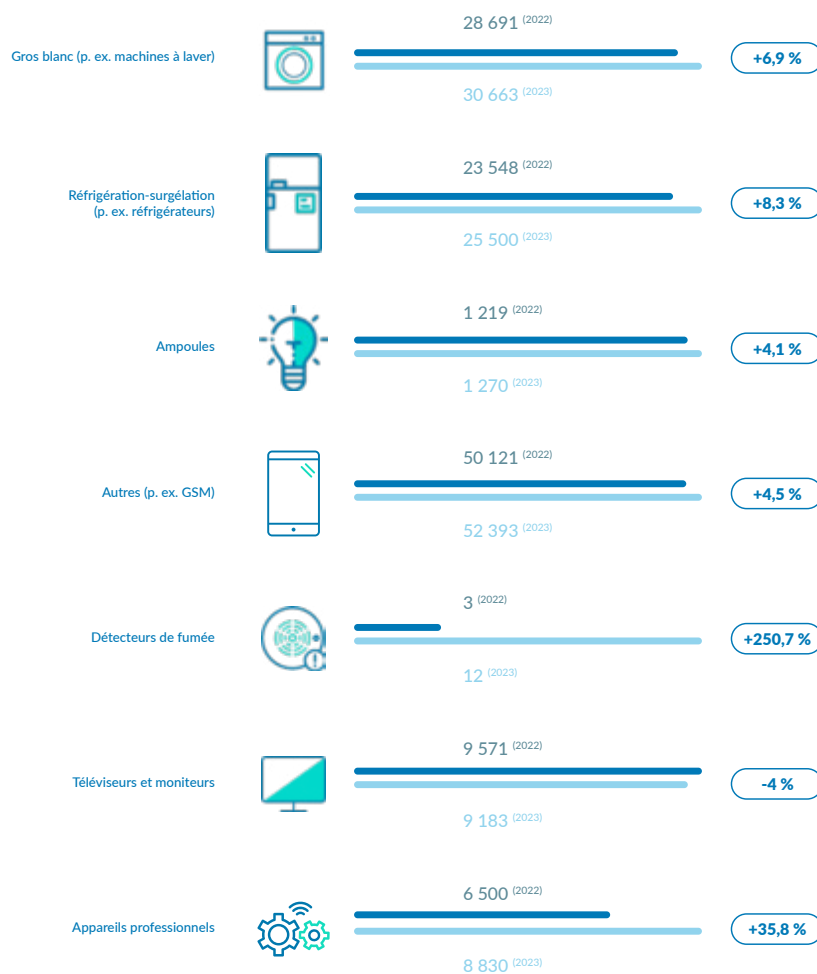 28 691 (2022)
Gros blanc (p. ex. machines à laver)
+6,9 %
30 663 (2023)
23 548 (2022)
Réfrigération-surgélation
(p. ex. réfrigérateurs)
+8,3 %
25 500 (2023)
1 219 (2022)
Ampoules
+4,1 %
1 270 (2023)
50 121 (2022)
Autres (p. ex. GSM)
+4,5 %
52 393 (2023)
3 (2022)
Détecteurs de fumée
+250,7 %
12 (2023)
9 571 (2022)
Téléviseurs et moniteurs
-4 %
9 183 (2023)
6 500 (2022)
Appareils professionnels
+35,8 %
8 830 (2023)